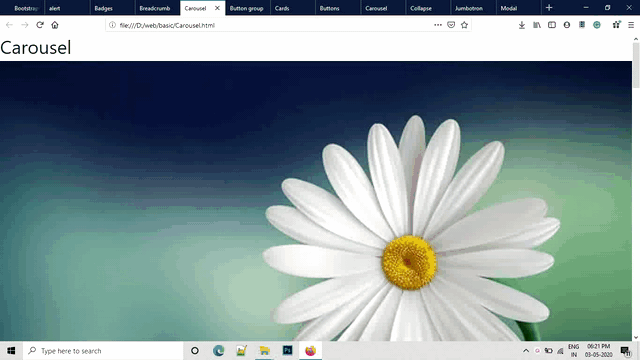 Bootstrap alert Badges Breadcrumb Carousel Button group Cards Buttons Carousel Collapse Jumbotron Modal
file:///D:/web/basic/Carousel.html
Carousel
Type here to search
ENG
IN
06:21 PM
03-05-2020